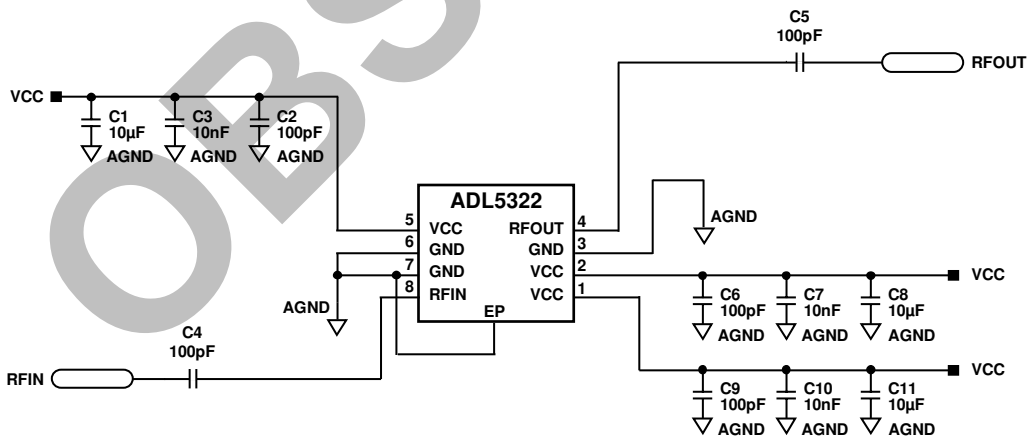 C5
100pF
RFOUT
VCC
C1
10µF
AGND
C3
10nF
AGND
C2
100pF
AGND
ADL5322
5
VCC
6
GND
7
GND
8
RFIN
RFOUT
4
GND
3
VCC
2
VCC
1
EP
AGND
AGND
VCC
C6
100pF
AGND
C7
10nF
AGND
C8
10µF
AGND
C4
100pF
RFIN
VCC
C9
100pF
AGND
C10
10nF
AGND
C11
10µF
AGND
OBS